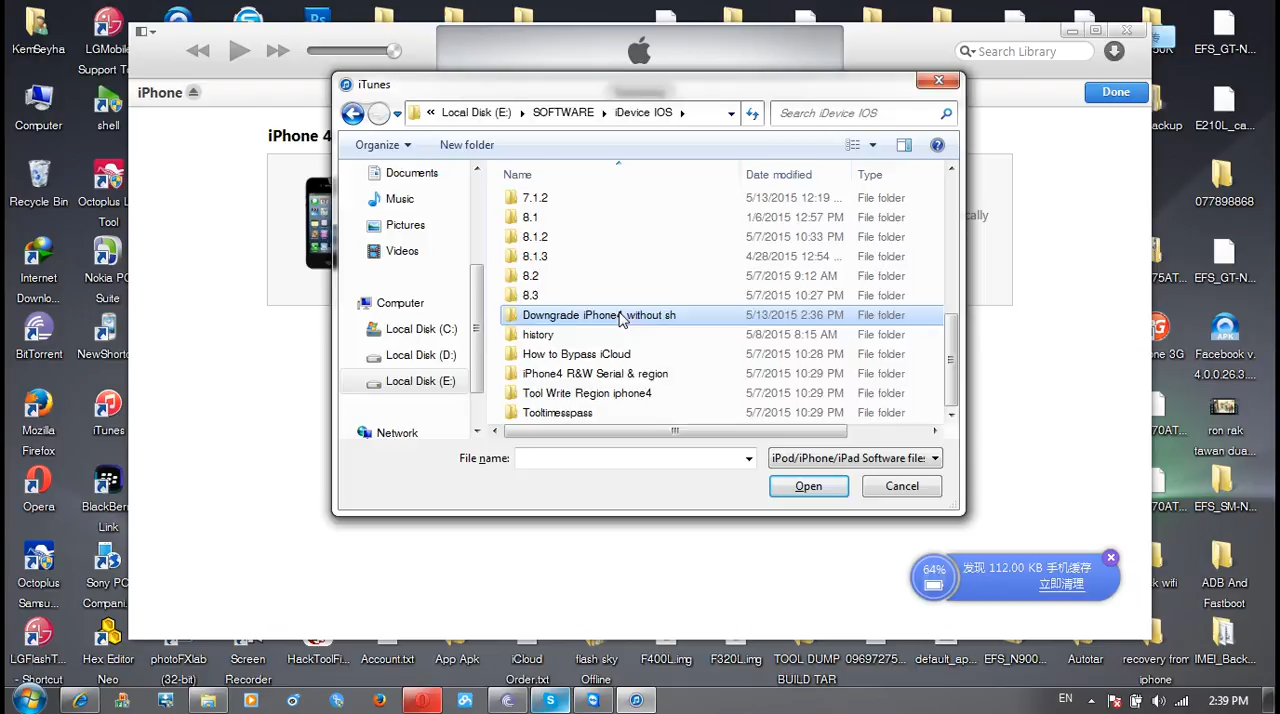 KemSeyha
LGMobile
Support T
Computer
shell
Recycle Bin
Octoplus L
Tool
Internet
Downlo...
Nokia PC
Suite
BitTorrent
NewShortc
Mozilla
Firefox
iTunes
Opera
BlackBer
Link
Octoplus
Samsu...
Sony PC
Compani..
LGFlashT...
- Shortcut
Hex Editor
Neo
photoFXlab
(32-bit)
Screen
Recorder
HackToolFi...
Account.txt
App Apk
iCloud
Order.txt
flash sky
Offline
F400L.img
F320L.img
TOOL DUMP
BUILD TAR
09697275...
default_ap...
EFS_N900...
Autotar
recovery from
iphone
IMEI_Back...
Search Library
iPhone
Done
iPhone 4
cally
iTunes
« Local Disk (E:) SOFTWARE iDevice IOS
Search iDevice IOS
Organize
New folder
Documents
Music
Pictures
Videos
Computer
Local Disk (C:)
Local Disk (D:)
Local Disk (E:)
Network
Name Date modified Type
7.1.2 5/13/2015 12:19 ... File folder
8.1 1/6/2015 12:57 PM File folder
8.1.2 5/7/2015 10:33 PM File folder
8.1.3 4/28/2015 12:54 ... File folder
8.2 5/7/2015 9:12 AM File folder
8.3 5/7/2015 10:27 PM File folder
Downgrade iPhone4 without sh 5/13/2015 2:36 PM File folder
history 5/8/2015 8:15 AM File folder
How to Bypass iCloud 5/7/2015 10:28 PM File folder
iPhone4 R&W Serial & region 5/7/2015 10:29 PM File folder
Tool Write Region iphone4 5/7/2015 10:29 PM File folder
Tooltimesspass 5/7/2015 10:29 PM File folder
File name:
iPod/iPhone/iPad Software files
Open
Cancel
64%
发现 112.00 KB 手机缓存
立即清理
EFS_GT-N...
ackup
E210L_ca...
077898868
75AT...
EFS_GT-N...
one 3G
Facebook v
4.0.0.26.3...
70AT...
ron rak
tawan dua...
70AT...
EFS_SM-N...
k wifi
ADB And
Fastboot
EN
2:39 PM